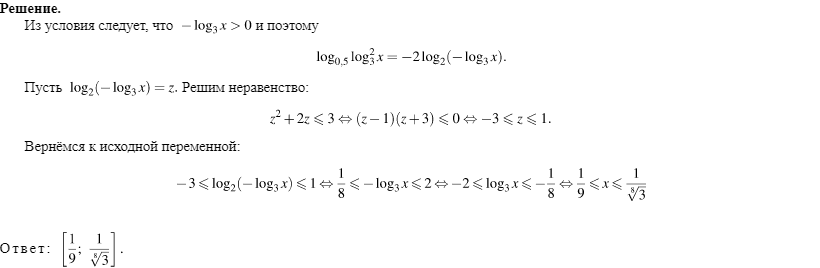 Решение.
Из условия следует, что −log₃x > 0 и поэтому
log₀,₅ log₃²x = −2log₂(−log₃x).
Пусть log₂(−log₃x) = z. Решим неравенство:
z² + 2z ⩽ 3 ⇔ (z−1)(z+3) ⩽ 0 ⇔ −3 ⩽ z ⩽ 1.
Вернёмся к исходной переменной:
−3 ⩽ log₂(−log₃x) ⩽ 1 ⇔ 1/8 ⩽ −log₃x ⩽ 2 ⇔ −2 ⩽ log₃x ⩽ −1/8 ⇔ 1/9 ⩽ x ⩽ 1/⁸√3
Ответ: [1/9; 1/⁸√3].